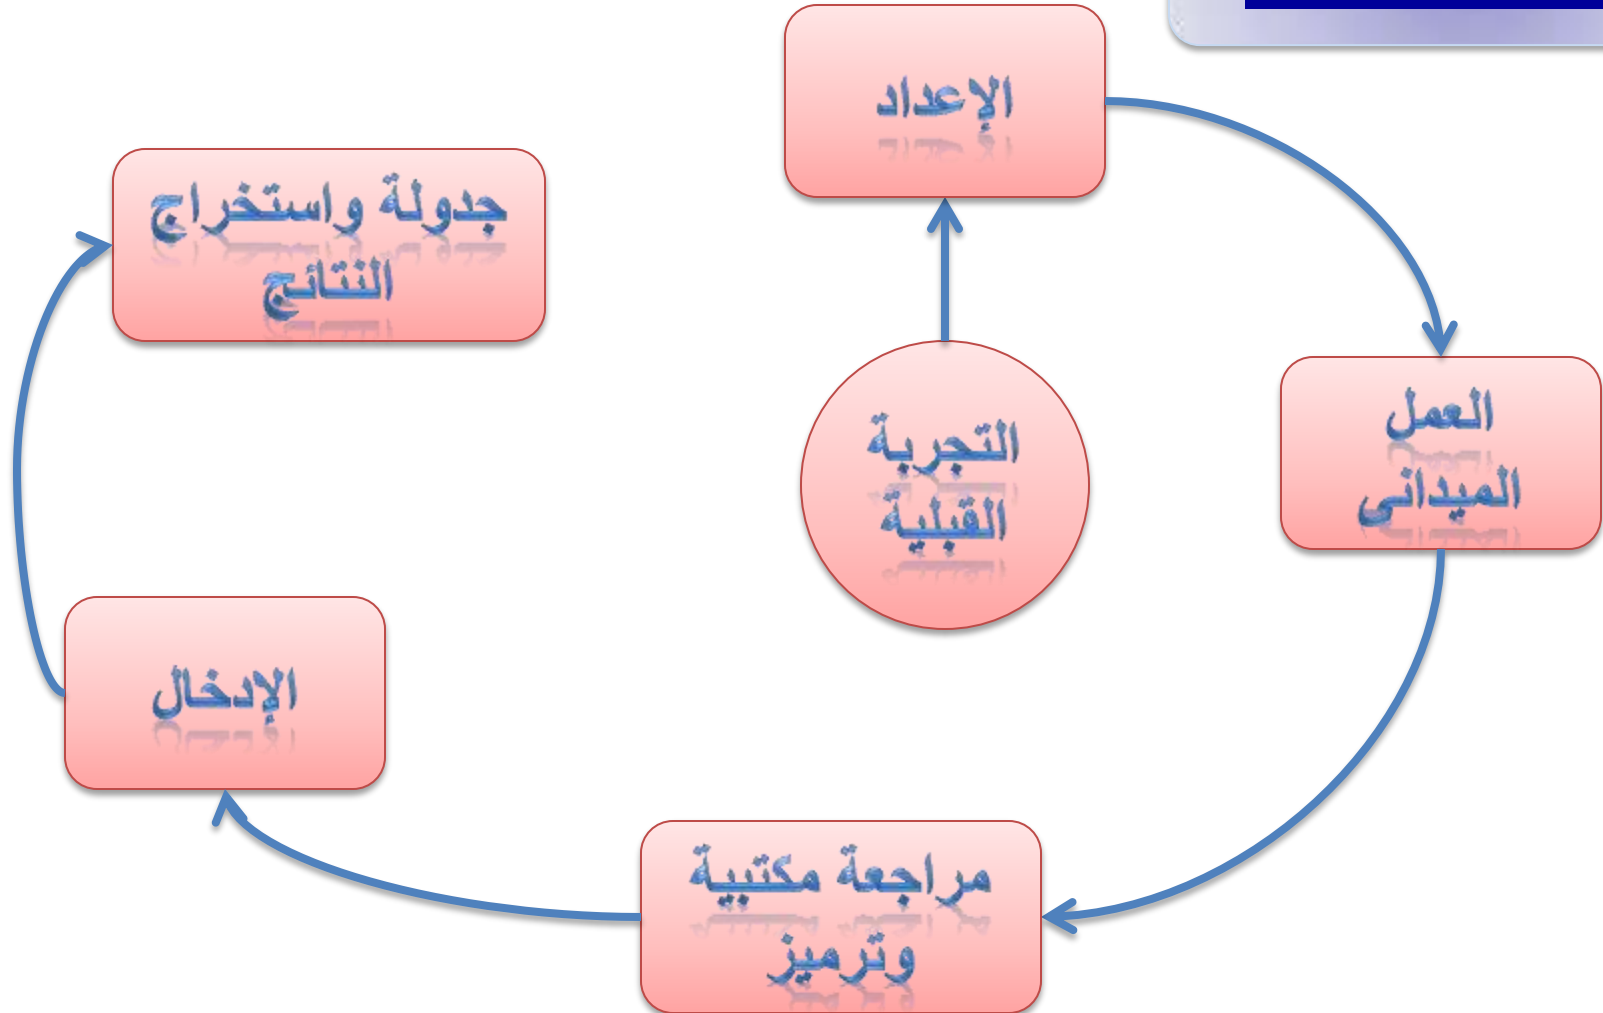 الإعداد
العمل
الميدانى
التجربة
القبلية
مراجعة مكتبية
وترميز
الإدخال
جدولة واستخراج
النتائج